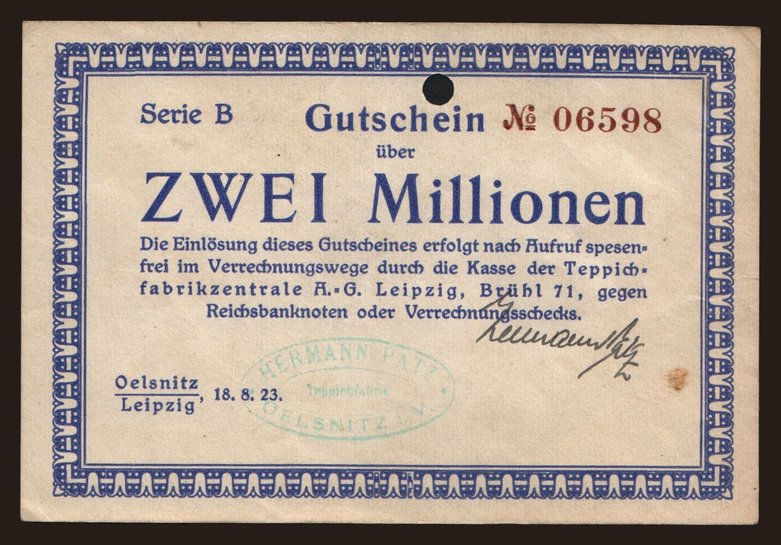 Serie B Gutschein № 06598
über
ZWEI Millionen
Die Einlösung dieses Gutscheines erfolgt nach Aufruf spesen-
frei im Verrechnungswege durch die Kasse der Teppich-
fabrikzentrale A.-G. Leipzig, Brühl 71, gegen
Reichsbanknoten oder Verrechnungsschecks.
HERMANN PATZ
Teppichfabrik
OELSNITZ i. V.
Oelsnitz
Leipzig, 18. 8. 23.